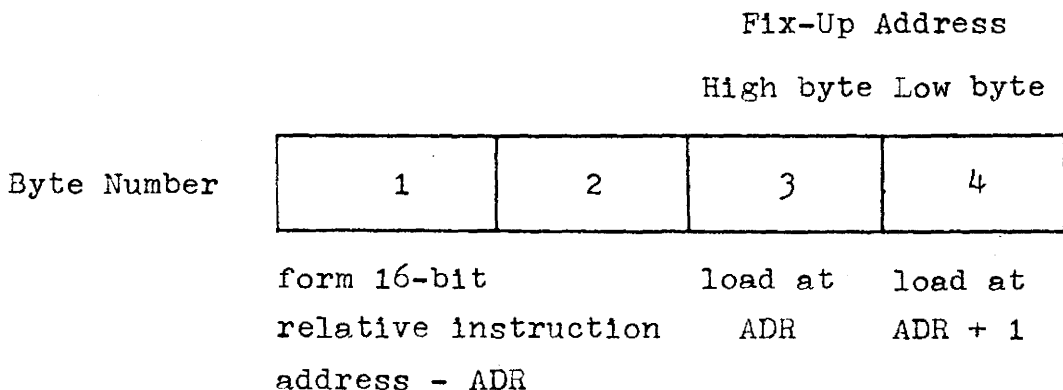 Fix-Up Address
High byte Low byte
Byte Number 1 2 3 4
form 16-bit load at load at
relative instruction ADR ADR + 1
address - ADR